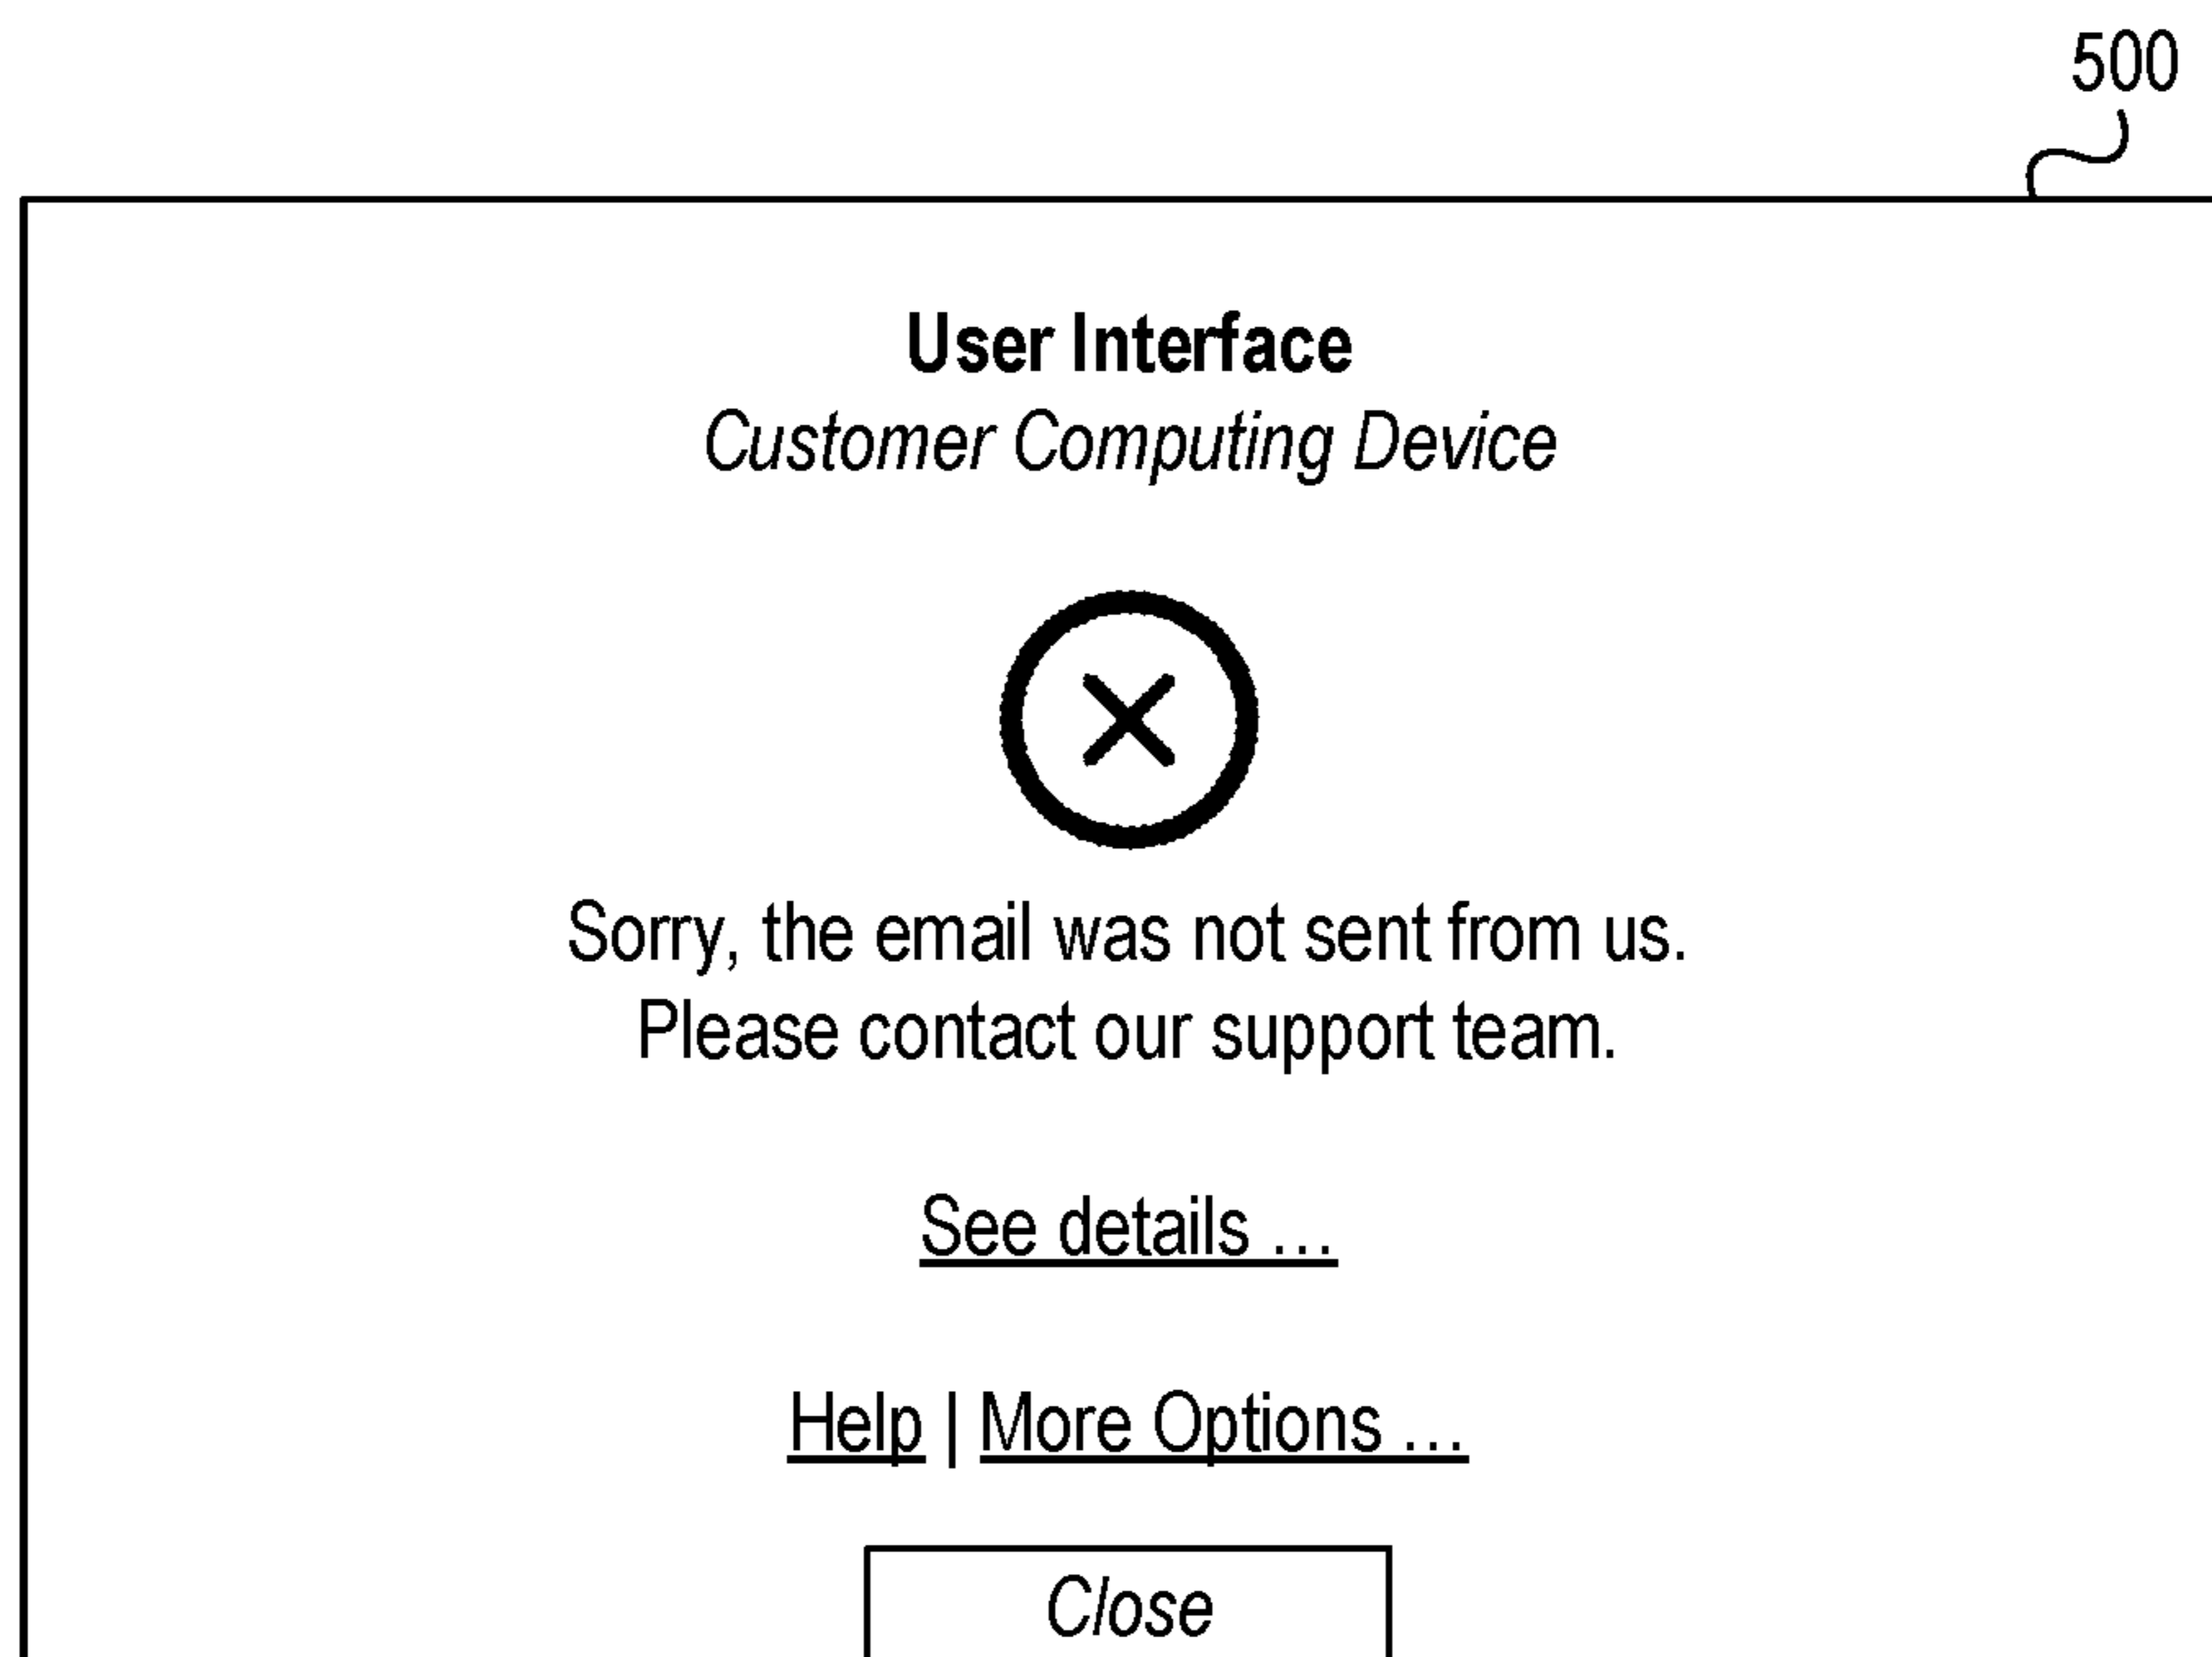 500
User Interface
Customer Computing Device
Sorry, the email was not sent from us.
Please contact our support team.
See details ...
Help | More Options ...
Close